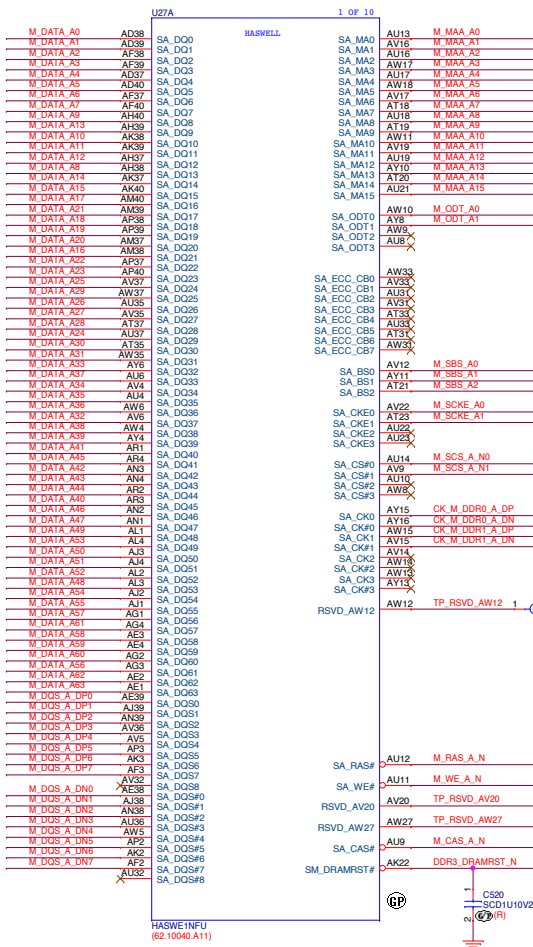 U27A
1 OF 10
HASWELL
M_DATA_A0 AD38 SA_DQ0
M_DATA_A1 AD39 SA_DQ1
M_DATA_A2 AF38 SA_DQ2
M_DATA_A3 AF39 SA_DQ3
M_DATA_A4 AD37 SA_DQ4
M_DATA_A5 AD40 SA_DQ5
M_DATA_A6 AF37 SA_DQ6
M_DATA_A7 AF40 SA_DQ7
M_DATA_A9 AH40 SA_DQ8
M_DATA_A13 AH39 SA_DQ9
M_DATA_A10 AK38 SA_DQ10
M_DATA_A11 AK39 SA_DQ11
M_DATA_A12 AH37 SA_DQ12
M_DATA_A8 AH38 SA_DQ13
M_DATA_A14 AK37 SA_DQ14
M_DATA_A15 AK40 SA_DQ15
M_DATA_A17 AM40 SA_DQ16
M_DATA_A21 AM39 SA_DQ17
M_DATA_A18 AP38 SA_DQ18
M_DATA_A19 AP39 SA_DQ19
M_DATA_A20 AM37 SA_DQ20
M_DATA_A16 AM38 SA_DQ21
M_DATA_A22 AP37 SA_DQ22
M_DATA_A23 AP40 SA_DQ23
M_DATA_A25 AV37 SA_DQ24
M_DATA_A29 AW37 SA_DQ25
M_DATA_A26 AU35 SA_DQ26
M_DATA_A27 AV35 SA_DQ27
M_DATA_A28 AT37 SA_DQ28
M_DATA_A24 AU37 SA_DQ29
M_DATA_A30 AT35 SA_DQ30
M_DATA_A31 AW35 SA_DQ31
M_DATA_A33 AY6 SA_DQ32
M_DATA_A37 AU6 SA_DQ33
M_DATA_A34 AV4 SA_DQ34
M_DATA_A35 AU4 SA_DQ35
M_DATA_A36 AW6 SA_DQ36
M_DATA_A32 AV6 SA_DQ37
M_DATA_A38 AW4 SA_DQ38
M_DATA_A39 AY4 SA_DQ39
M_DATA_A41 AR1 SA_DQ40
M_DATA_A45 AR4 SA_DQ41
M_DATA_A42 AN3 SA_DQ42
M_DATA_A43 AN4 SA_DQ43
M_DATA_A44 AR2 SA_DQ44
M_DATA_A40 AR3 SA_DQ45
M_DATA_A46 AN2 SA_DQ46
M_DATA_A47 AN1 SA_DQ47
M_DATA_A49 AL1 SA_DQ48
M_DATA_A53 AL4 SA_DQ49
M_DATA_A50 AJ3 SA_DQ50
M_DATA_A51 AJ4 SA_DQ51
M_DATA_A52 AL2 SA_DQ52
M_DATA_A48 AL3 SA_DQ53
M_DATA_A54 AJ2 SA_DQ54
M_DATA_A55 AJ1 SA_DQ55
M_DATA_A57 AG1 SA_DQ56
M_DATA_A61 AG4 SA_DQ57
M_DATA_A58 AE3 SA_DQ58
M_DATA_A59 AE4 SA_DQ59
M_DATA_A60 AG2 SA_DQ60
M_DATA_A56 AG3 SA_DQ61
M_DATA_A62 AE2 SA_DQ62
M_DATA_A63 AE1 SA_DQ63
M_DQS_A_DP0 AE39 SA_DQS0
M_DQS_A_DP1 AJ39 SA_DQS1
M_DQS_A_DP2 AN39 SA_DQS2
M_DQS_A_DP3 AV36 SA_DQS3
M_DQS_A_DP4 AV5 SA_DQS4
M_DQS_A_DP5 AP3 SA_DQS5
M_DQS_A_DP6 AK3 SA_DQS6
M_DQS_A_DP7 AF3 SA_DQS7
AV32 SA_DQS8
M_DQS_A_DN0 AE38 SA_DQS#0
M_DQS_A_DN1 AJ38 SA_DQS#1
M_DQS_A_DN2 AN38 SA_DQS#2
M_DQS_A_DN3 AU36 SA_DQS#3
M_DQS_A_DN4 AW5 SA_DQS#4
M_DQS_A_DN5 AP2 SA_DQS#5
M_DQS_A_DN6 AK2 SA_DQS#6
M_DQS_A_DN7 AF2 SA_DQS#7
AU32 SA_DQS#8
SA_MA0 AU13 M_MAA_A0
SA_MA1 AV16 M_MAA_A1
SA_MA2 AU16 M_MAA_A2
SA_MA3 AW17 M_MAA_A3
SA_MA4 AU17 M_MAA_A4
SA_MA5 AW18 M_MAA_A5
SA_MA6 AV17 M_MAA_A6
SA_MA7 AT18 M_MAA_A7
SA_MA8 AU18 M_MAA_A8
SA_MA9 AT19 M_MAA_A9
SA_MA10 AW11 M_MAA_A10
SA_MA11 AV19 M_MAA_A11
SA_MA12 AU19 M_MAA_A12
SA_MA13 AY10 M_MAA_A13
SA_MA14 AT20 M_MAA_A14
SA_MA15 AU21 M_MAA_A15
SA_ODT0 AW10 M_ODT_A0
SA_ODT1 AY8 M_ODT_A1
SA_ODT2 AW9
SA_ODT3 AU8
SA_ECC_CB0 AW33
SA_ECC_CB1 AV33
SA_ECC_CB2 AU31
SA_ECC_CB3 AV31
SA_ECC_CB4 AT33
SA_ECC_CB5 AU33
SA_ECC_CB6 AT31
SA_ECC_CB7 AW31
SA_BS0 AV12 M_SBS_A0
SA_BS1 AY11 M_SBS_A1
SA_BS2 AT21 M_SBS_A2
SA_CKE0 AV22 M_SCKE_A0
SA_CKE1 AT23 M_SCKE_A1
SA_CKE2 AU22
SA_CKE3 AU23
SA_CS#0 AU14 M_SCS_A_N0
SA_CS#1 AV9 M_SCS_A_N1
SA_CS#2 AU10
SA_CS#3 AW8
SA_CK0 AY15 CK_M_DDR0_A_DP
SA_CK#0 AY16 CK_M_DDR0_A_DN
SA_CK1 AW15 CK_M_DDR1_A_DP
SA_CK#1 AV15 CK_M_DDR1_A_DN
SA_CK2 AV14
SA_CK#2 AW14
SA_CK3 AW13
SA_CK#3 AY13
RSVD_AW12 AW12 TP_RSVD_AW12 1
SA_RAS# AU12 M_RAS_A_N
SA_WE# AU11 M_WE_A_N
RSVD_AV20 AV20 TP_RSVD_AV20
RSVD_AW27 AW27 TP_RSVD_AW27
SA_CAS# AU9 M_CAS_A_N
SM_DRAMRST# AK22 DDR3_DRAMRST_N
GP
1
C520
SCD1U10V2
2
(R)
HASWE1NFU
(62.10040.A11)